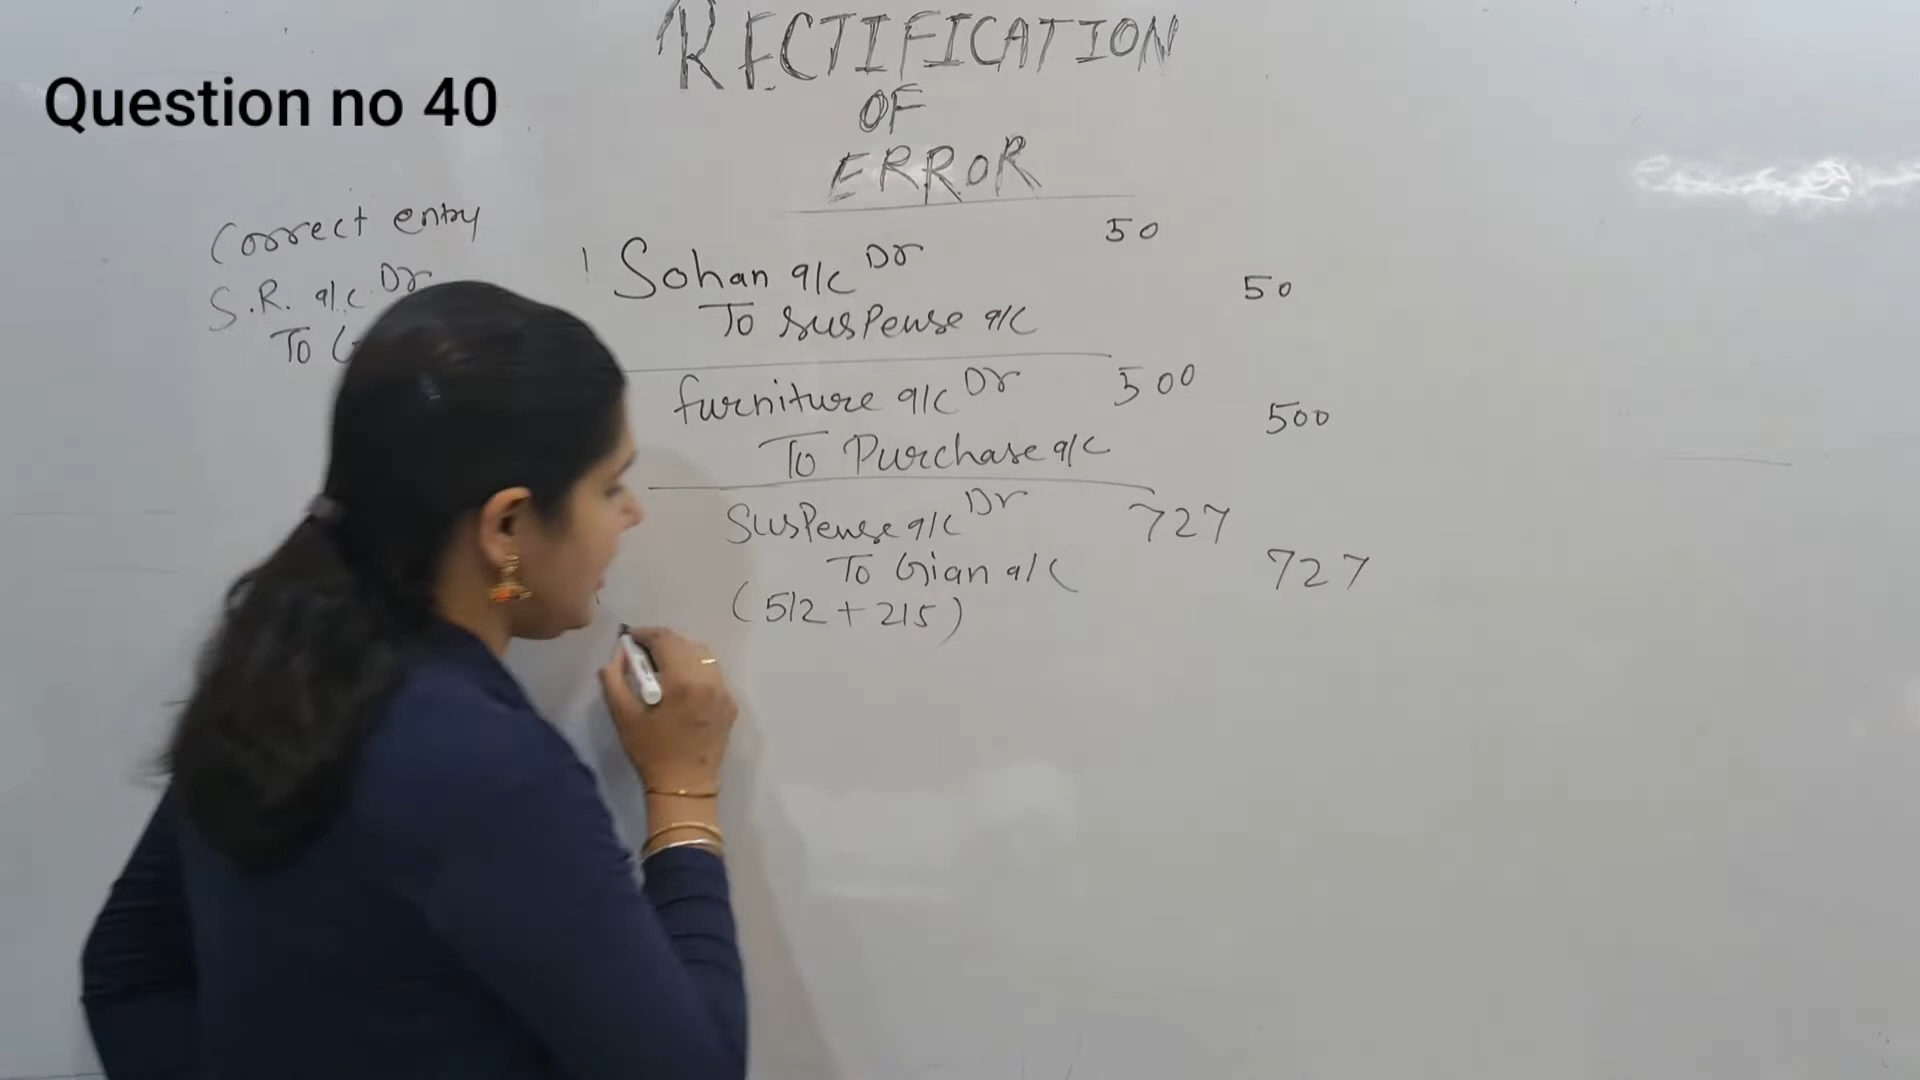 RECTIFICATION
OF
ERROR
Question no 40
Correct entry
S.R. a/c Dr
To G
1 Sohan a/c Dr 50
To suspense a/c 50
furniture a/c Dr 500
To Purchase a/c 500
Suspense a/c Dr 727
To Gian a/c 727
(512 + 215)